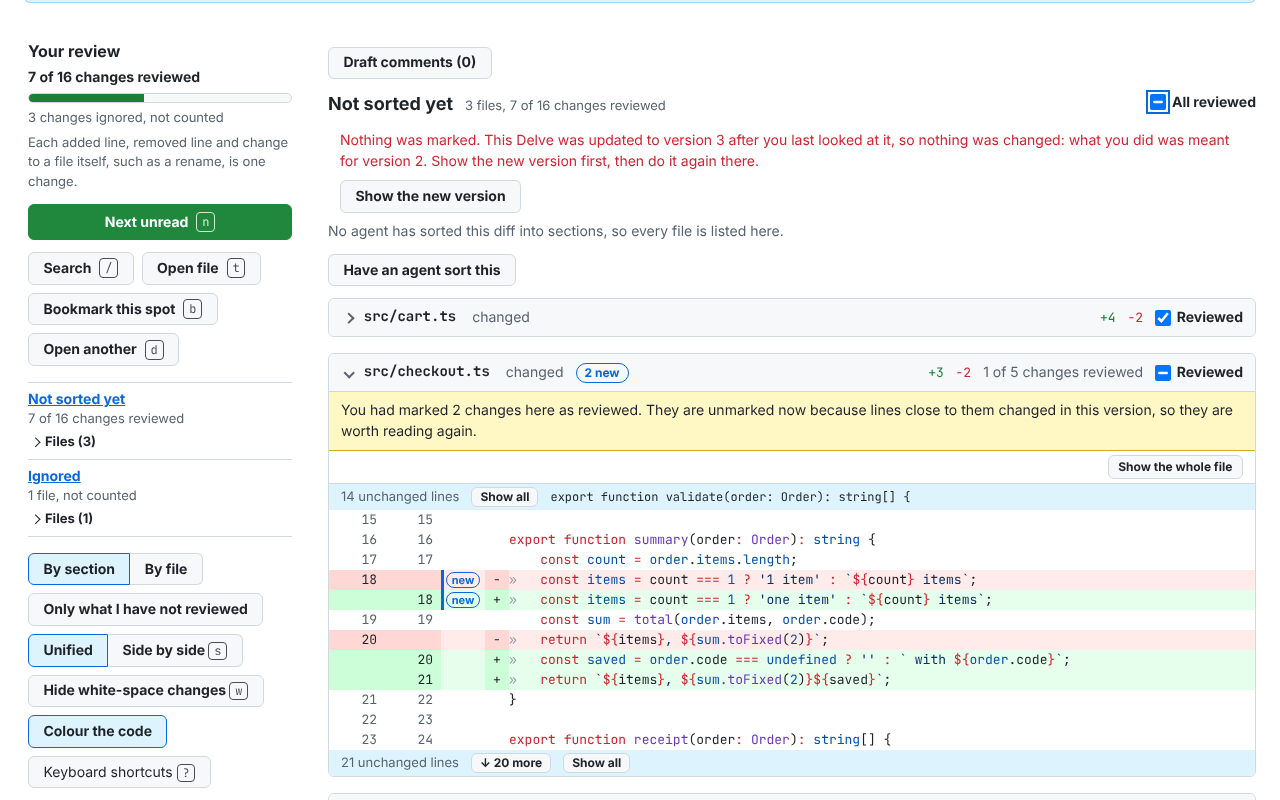 Your review
7 of 16 changes reviewed
3 changes ignored, not counted
Each added line, removed line and change
to a file itself, such as a rename, is one
change.
Next unread n
Search / Open file t
Bookmark this spot b
Open another d
Not sorted yet
7 of 16 changes reviewed
Files (3)
Ignored
1 file, not counted
Files (1)
By section By file
Only what I have not reviewed
Unified Side by side s
Hide white-space changes w
Colour the code
Keyboard shortcuts ?
Draft comments (0)
Not sorted yet 3 files, 7 of 16 changes reviewed All reviewed
Nothing was marked. This Delve was updated to version 3 after you last looked at it, so nothing was changed: what you did was meant
for version 2. Show the new version first, then do it again there.
Show the new version
No agent has sorted this diff into sections, so every file is listed here.
Have an agent sort this
src/cart.ts changed +4 -2 Reviewed
src/checkout.ts changed 2 new +3 -2 1 of 5 changes reviewed Reviewed
You had marked 2 changes here as reviewed. They are unmarked now because lines close to them changed in this version, so they are
worth reading again.
Show the whole file
14 unchanged lines Show all export function validate(order: Order): string[] {
15 15
16 16 export function summary(order: Order): string {
17 17 const count = order.items.length;
18 new - » const items = count === 1 ? '1 item' : `${count} items`;
18 new + » const items = count === 1 ? 'one item' : `${count} items`;
19 19 const sum = total(order.items, order.code);
20 - » return `${items}, ${sum.toFixed(2)}`;
20 + » const saved = order.code === undefined ? '' : ` with ${order.code}`;
21 + » return `${items}, ${sum.toFixed(2)}${saved}`;
21 22 }
22 23
23 24 export function receipt(order: Order): string[] {
21 unchanged lines ↓ 20 more Show all